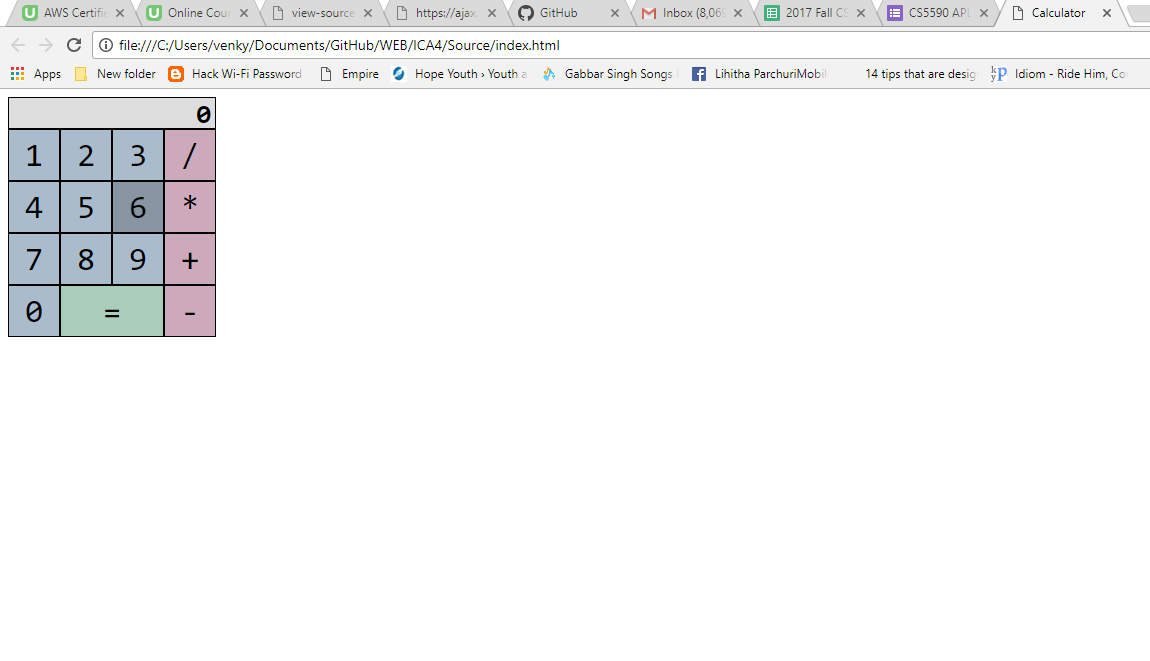 AWS Certifi Online Cour view-source https://ajax. GitHub Inbox (8,069 2017 Fall CS CS5590 APL Calculator
file:///C:/Users/venky/Documents/GitHub/WEB/ICA4/Source/index.html
Apps New folder Hack Wi-Fi Password Empire Hope Youth › Youth a Gabbar Singh Songs Lihitha ParchuriMobil 14 tips that are desig Idiom - Ride Him, Co
0
1 2 3 /
4 5 6 *
7 8 9 +
0 = -